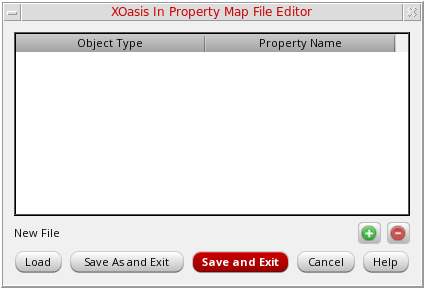 XOasis In Property Map File Editor
Object Type Property Name
New File
Load Save As and Exit Save and Exit Cancel Help